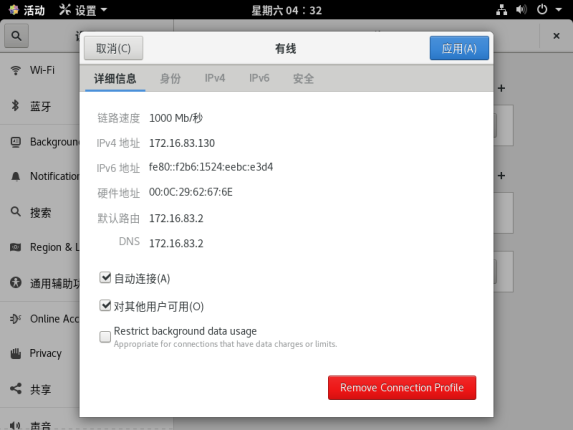 活动 设置 星期六 04：32
取消(C) 有线 应用(A)
详细信息 身份 IPv4 IPv6 安全
链路速度 1000 Mb/秒
IPv4 地址 172.16.83.130
IPv6 地址 fe80::f2b6:1524:eebc:e3d4
硬件地址 00:0C:29:62:67:6E
默认路由 172.16.83.2
DNS 172.16.83.2
自动连接(A)
对其他用户可用(O)
Restrict background data usage
Appropriate for connections that have data charges or limits.
Remove Connection Profile
Wi-Fi
蓝牙
Background
Notification
搜索
Region & L
通用辅助功
Online Acc
Privacy
共享
声音